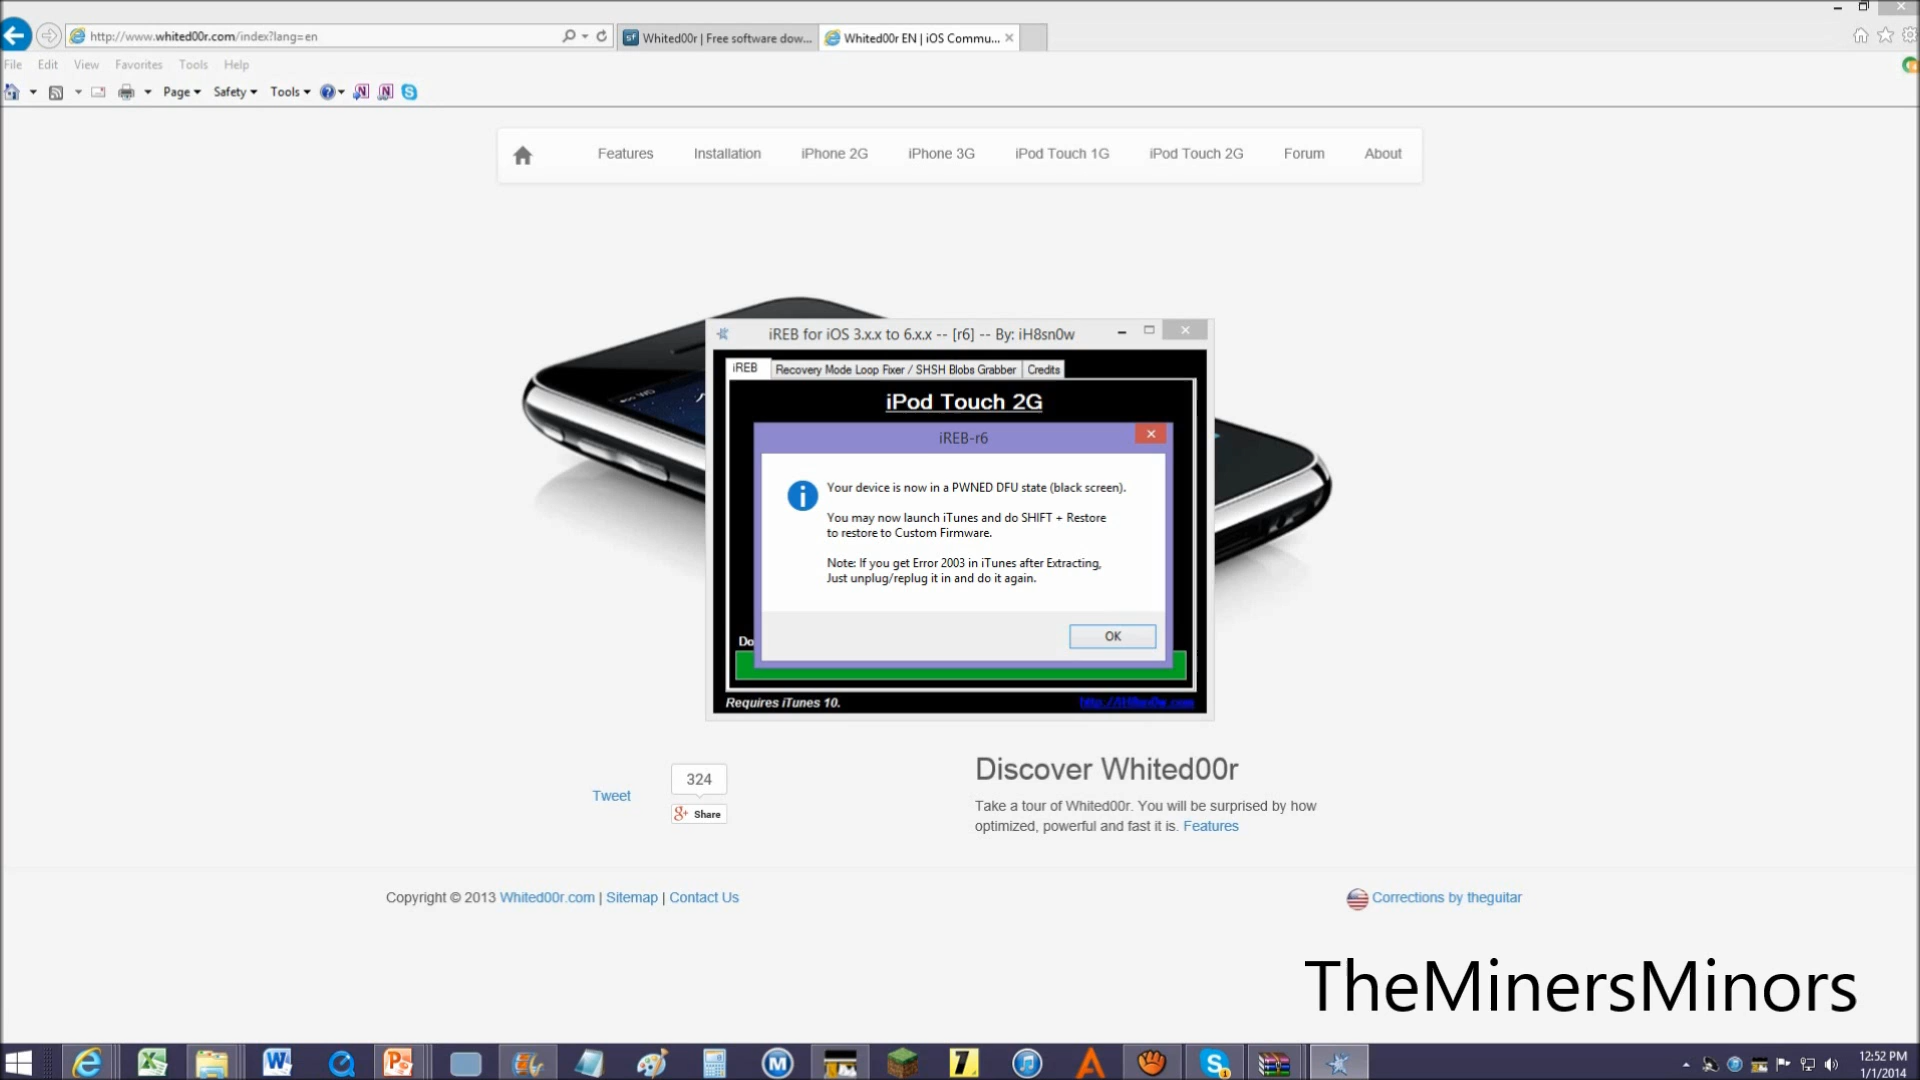 http://www.whited00r.com/index?lang=en
Whited00r | Free software dow...
Whited00r EN | iOS Commu...
File Edit View Favorites Tools Help
Page Safety Tools
Features Installation iPhone 2G iPhone 3G iPod Touch 1G iPod Touch 2G Forum About
iREB for iOS 3.x.x to 6.x.x -- [r6] -- By: iH8sn0w
iREB Recovery Mode Loop Fixer / SHSH Blobs Grabber Credits
iPod Touch 2G
iREB-r6
Your device is now in a PWNED DFU state (black screen).
You may now launch iTunes and do SHIFT + Restore
to restore to Custom Firmware.
Note: If you get Error 2003 in iTunes after Extracting,
Just unplug/replug it in and do it again.
OK
Do
Requires iTunes 10.
http://iH8sn0w.com
Discover Whited00r
Take a tour of Whited00r. You will be surprised by how
optimized, powerful and fast it is. Features
Tweet
324
Share
Copyright © 2013 Whited00r.com | Sitemap | Contact Us
Corrections by theguitar
TheMinersMinors
12:52 PM
1/1/2014